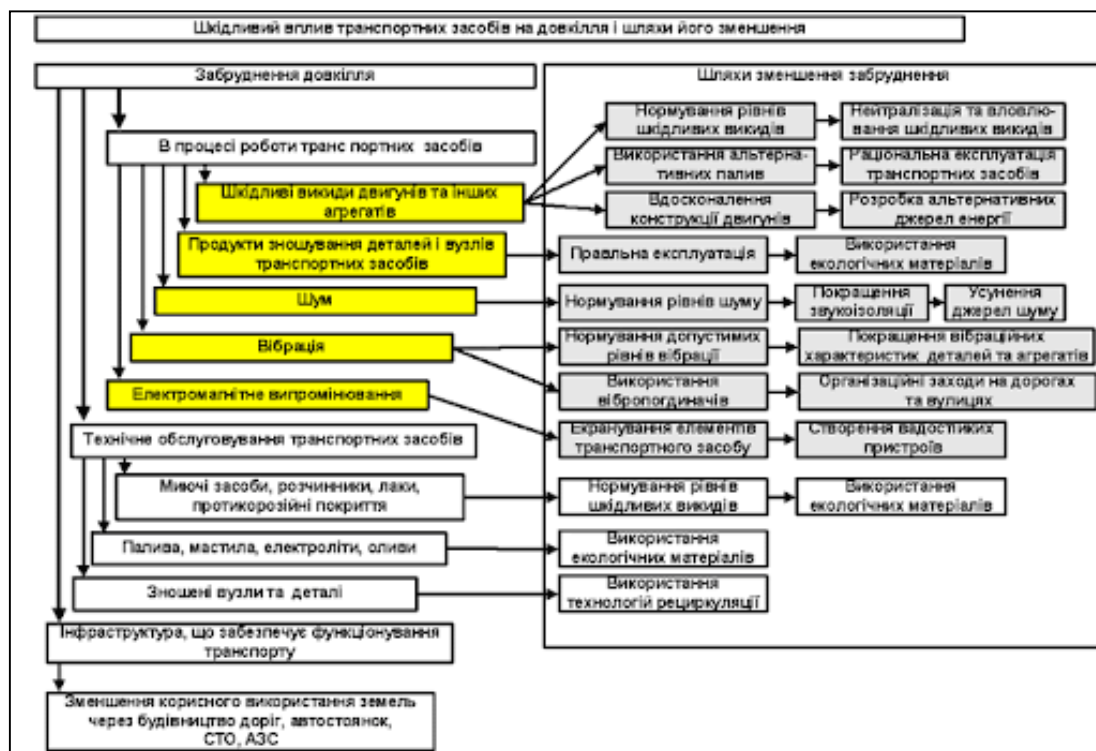 Шкідливий вплив транспортних засобів на довкілля і шляхи його зменшення
Забруднення довкілля
Шляхи зменшення забруднення
В процесі роботи транс портних засобів
Нормування рівнів
шкідливих викидів
Нейтралізація та вловлю-
вання шкідливих викидів
Використання альтерна-
тивних палив
Раціональна експлуатація
транспортних засобів
Шкідливі викиди двигунів та інших
агрегатів
Вдосконалення
конструкції двигунів
Розробка альтернативних
джерел енергії
Продукти зношування деталей і вузлів
транспортних засобів
Правльна експлуатація
Використання
екологічних матеріалів
Шум
Нормування рівнів шуму
Покращення
звукоізоляції
Усунення
джерел шуму
Вібрація
Нормування допустимих
рівнів вібрації
Покращення вібраційних
характеристик деталей та агрегатів
Використання
вібропогдиначів
Організаційні заходи на дорогах
та вулицях
Електромагнітне випромінювання
Екранування елементів
транспортного засобу
Створення вадостійких
пристроїв
Технічне обслуговування транспортних засобів
Миючі засоби, розчинники, лаки,
протикорозійні покриття
Нормування рівнів
шкідливих викидів
Використання
екологічних матеріалів
Палива, мастила, електроліти, оливи
Використання
екологічних матеріалів
Зношені вузли та деталі
Використання
технологій рециркуляції
Інфраструктура, що забезпечує функціонування
транспорту
Зменшення корисного використання земель
через будівництво доріг, автостоянок,
СТО, АЗС